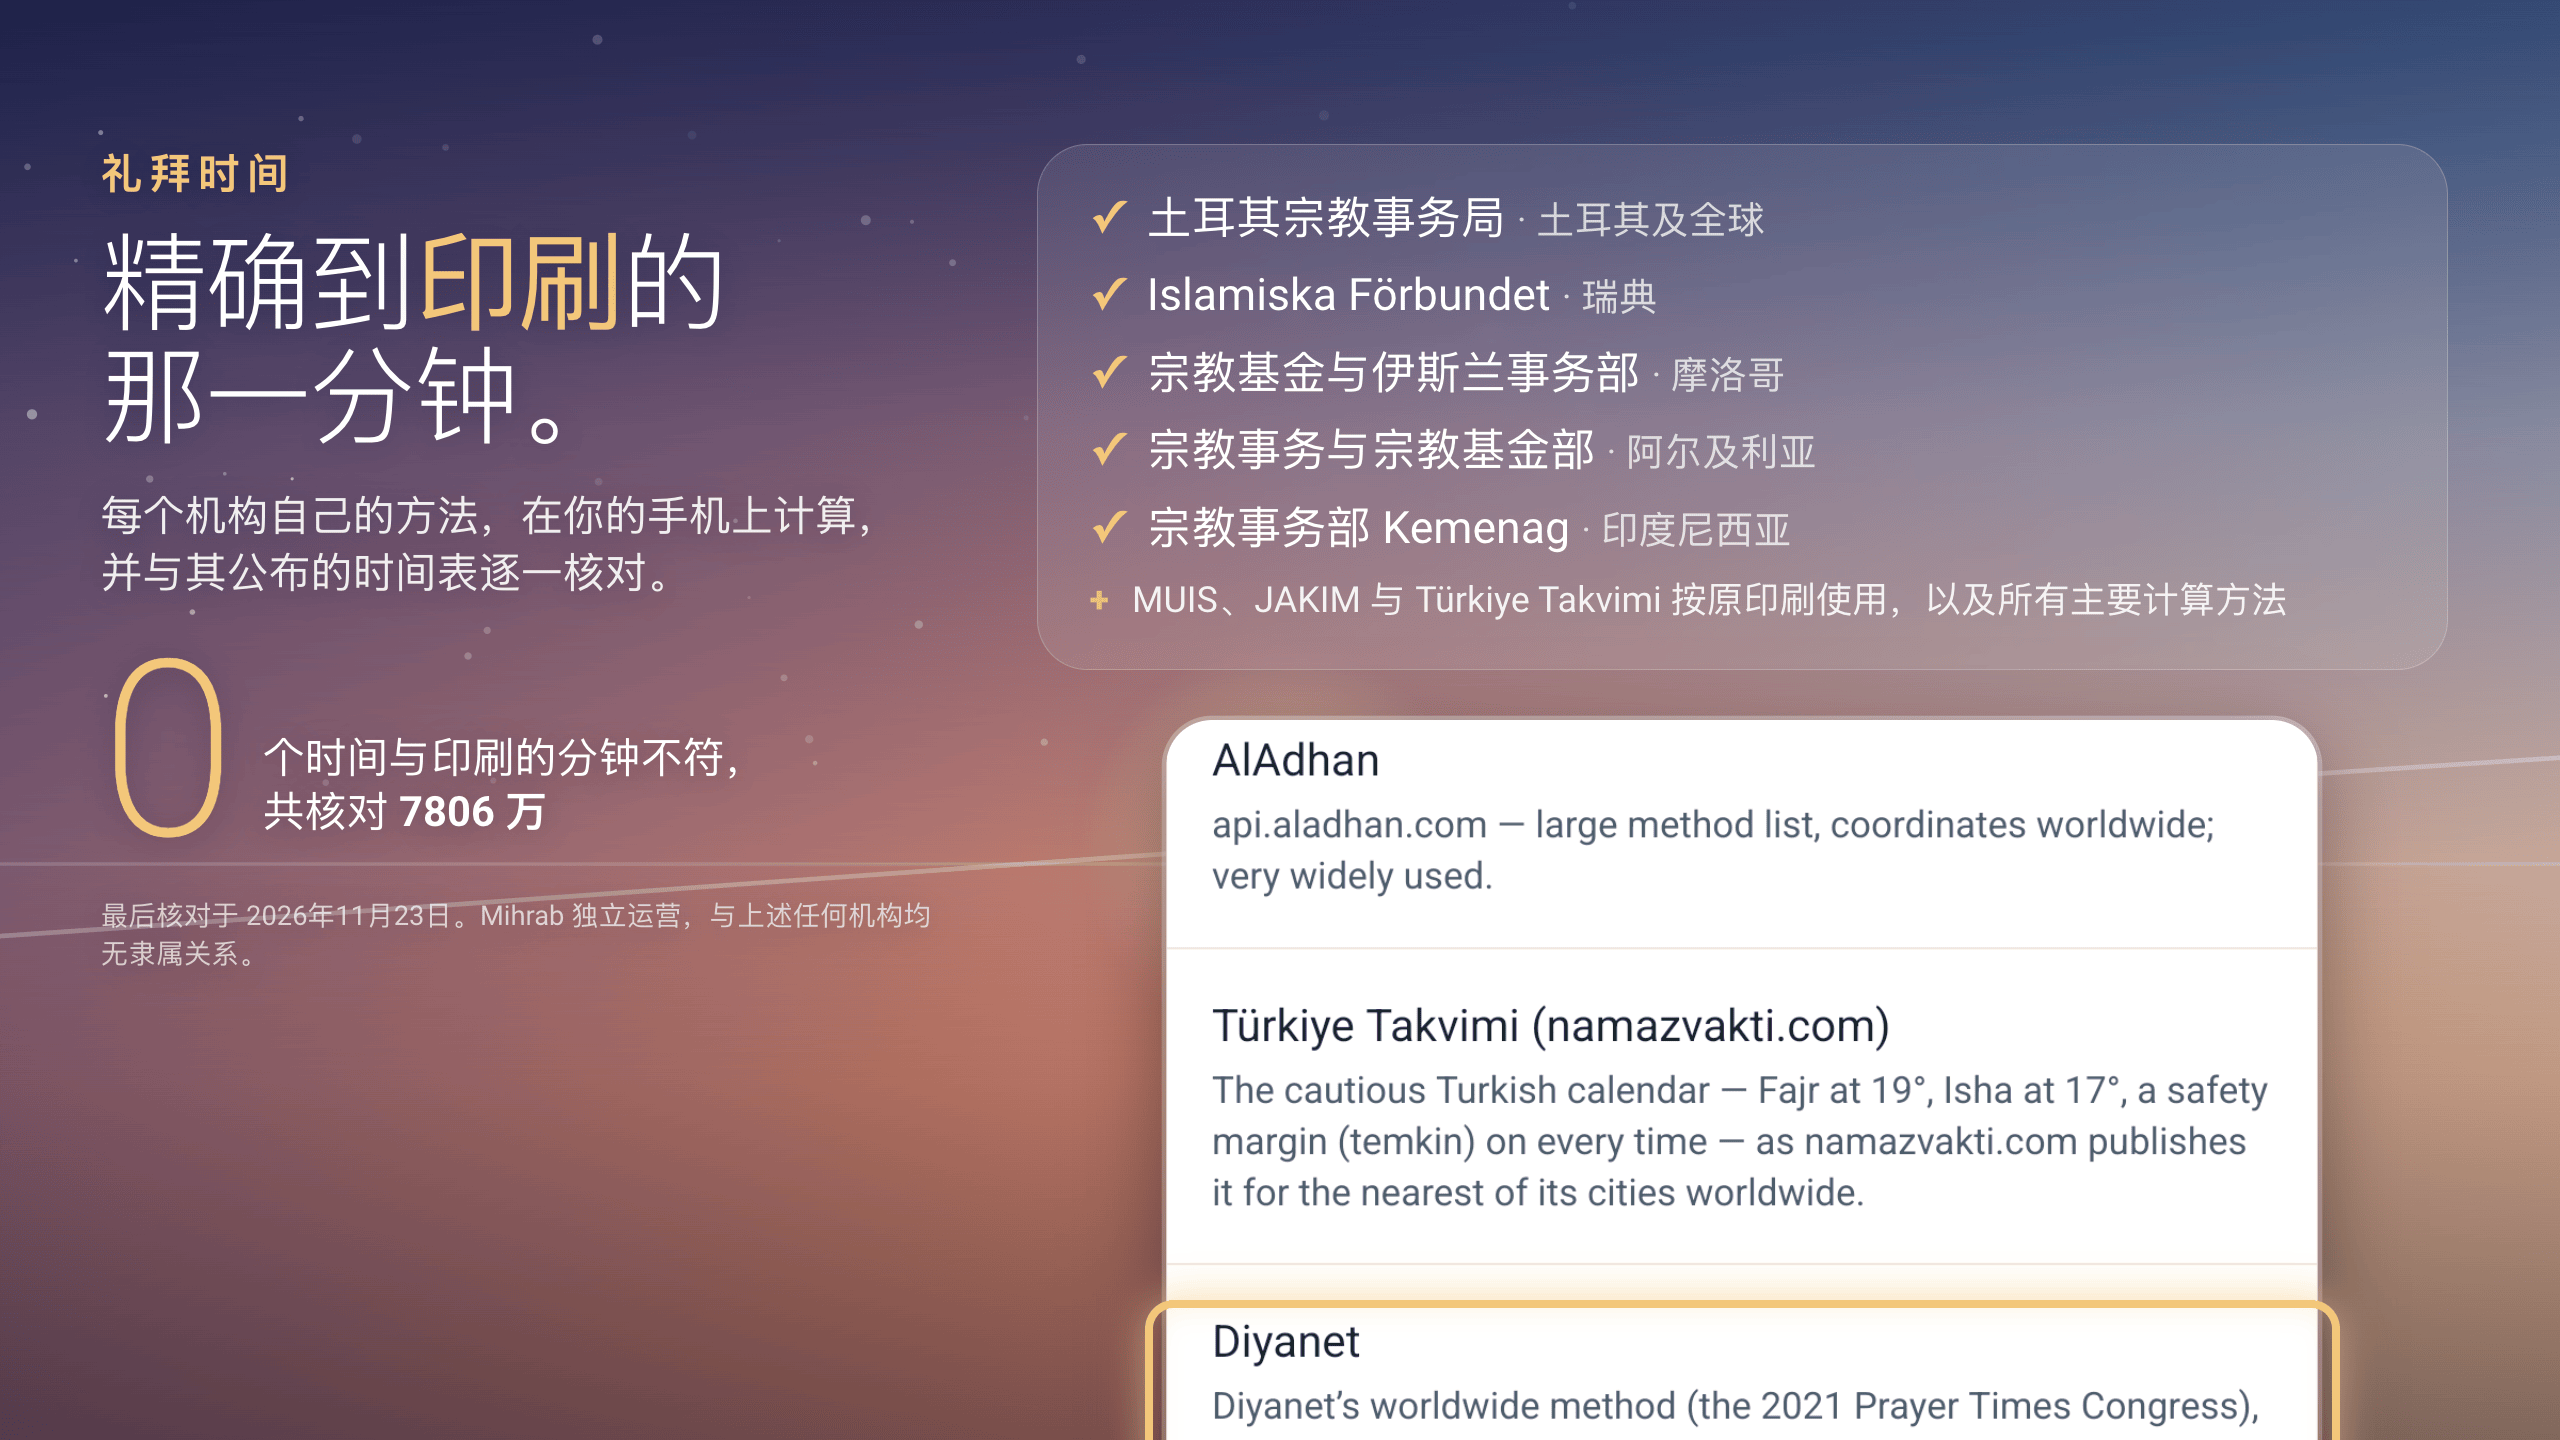 礼拜时间
精确到印刷的
那一分钟。
每个机构自己的方法，在你的手机上计算，
并与其公布的时间表逐一核对。
0
个时间与印刷的分钟不符，
共核对 7806 万
最后核对于 2026年11月23日。Mihrab 独立运营，与上述任何机构均
无隶属关系。
✓ 土耳其宗教事务局 · 土耳其及全球
✓ Islamiska Förbundet · 瑞典
✓ 宗教基金与伊斯兰事务部 · 摩洛哥
✓ 宗教事务与宗教基金部 · 阿尔及利亚
✓ 宗教事务部 Kemenag · 印度尼西亚
+ MUIS、JAKIM 与 Türkiye Takvimi 按原印刷使用，以及所有主要计算方法
AlAdhan
api.aladhan.com — large method list, coordinates worldwide;
very widely used.
Türkiye Takvimi (namazvakti.com)
The cautious Turkish calendar — Fajr at 19°, Isha at 17°, a safety
margin (temkin) on every time — as namazvakti.com publishes
it for the nearest of its cities worldwide.
Diyanet
Diyanet’s worldwide method (the 2021 Prayer Times Congress),